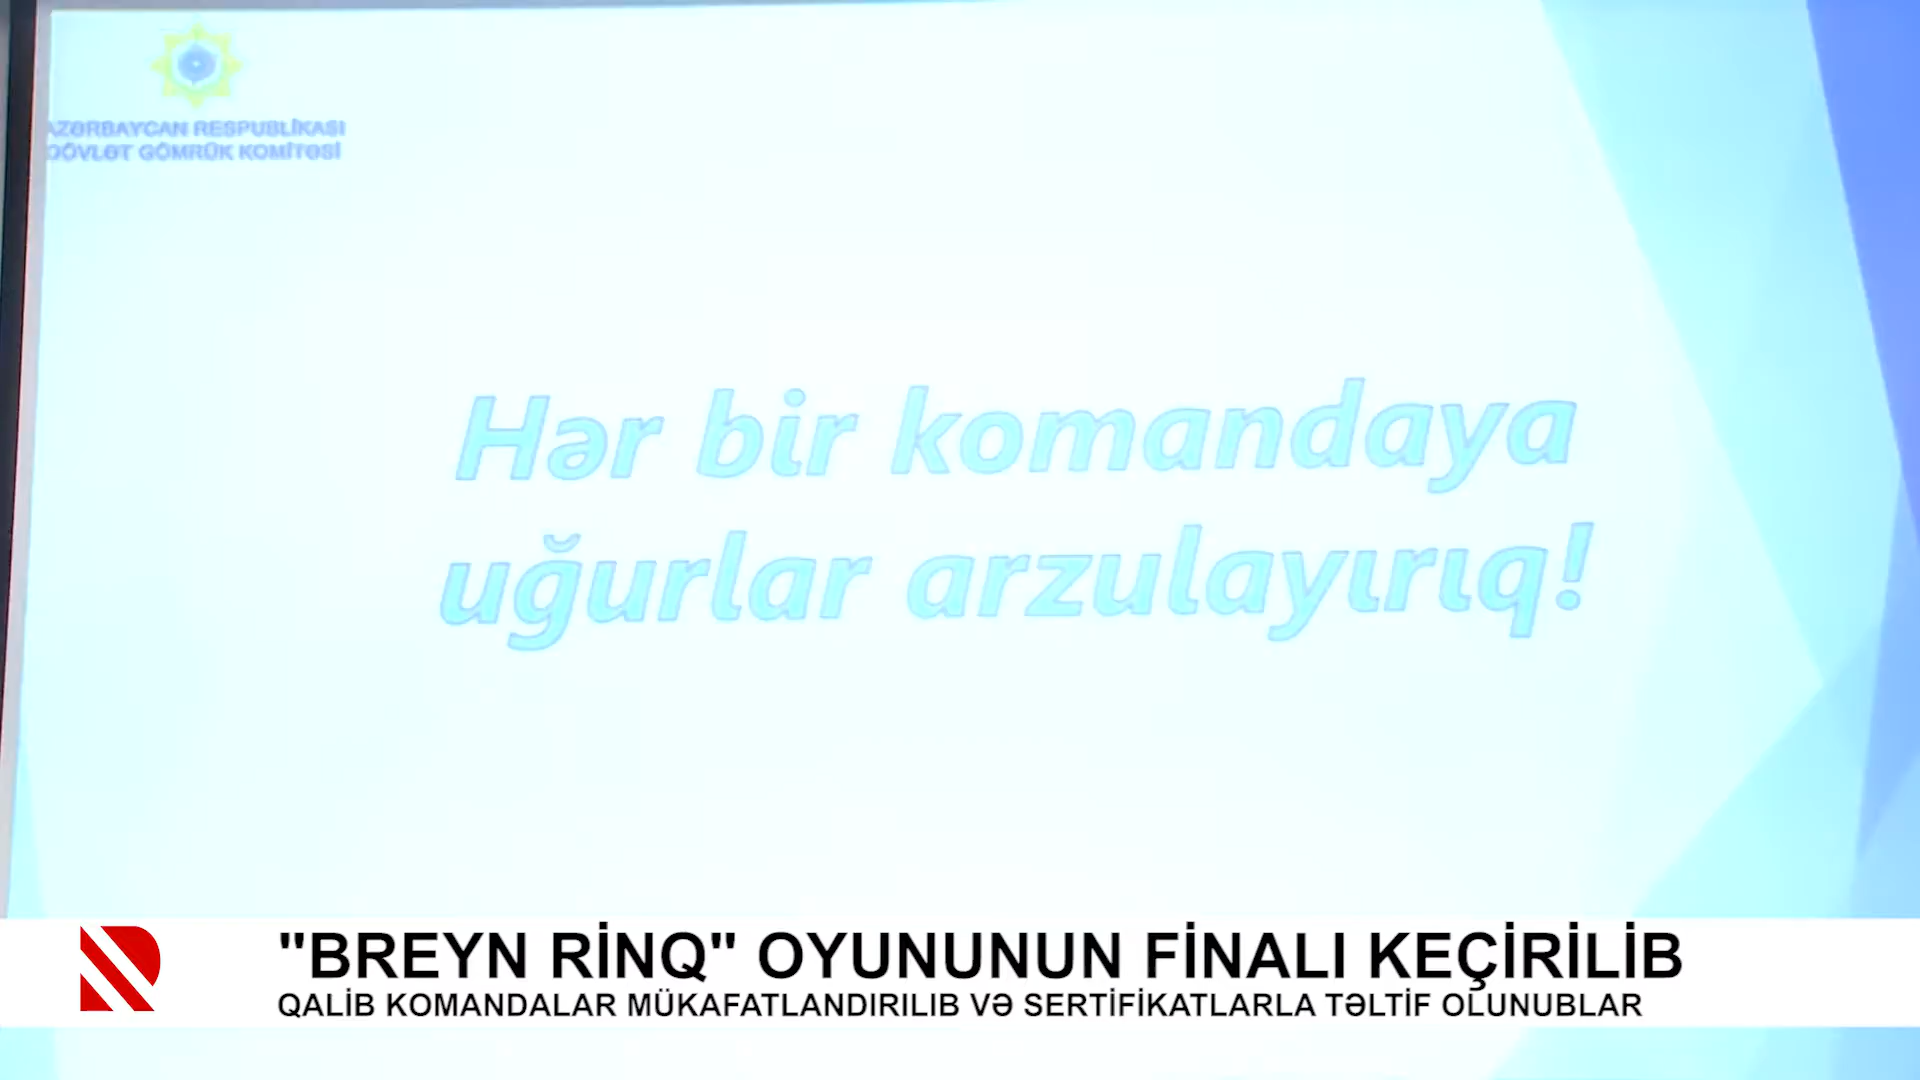 AZƏRBAYCAN RESPUBLİKASI
DÖVLƏT GÖMRÜK KOMİTƏSİ
Hər bir komandaya
uğurlar arzulayırıq!
"BREYN RİNQ" OYUNUNUN FİNALI KEÇİRİLİB
QALİB KOMANDALAR MÜKAFATLANDIRILIB VƏ SERTİFİKATLARLA TƏLTİF OLUNUBLAR